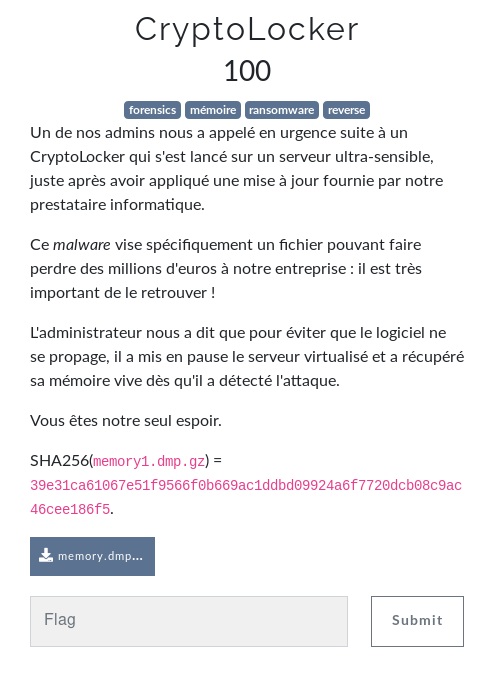 CryptoLocker
100
forensics mémoire ransomware reverse
Un de nos admins nous a appelé en urgence suite à un
CryptoLocker qui s'est lancé sur un serveur ultra-sensible,
juste après avoir appliqué une mise à jour fournie par notre
prestataire informatique.
Ce malware vise spécifiquement un fichier pouvant faire
perdre des millions d'euros à notre entreprise : il est très
important de le retrouver !
L'administrateur nous a dit que pour éviter que le logiciel ne
se propage, il a mis en pause le serveur virtualisé et a récupéré
sa mémoire vive dès qu'il a détecté l'attaque.
Vous êtes notre seul espoir.
SHA256(memory1.dmp.gz) =
39e31ca61067e51f9566f0b669ac1ddbd09924a6f7720dcb08c9ac
46cee186f5.
memory.dmp...
Flag Submit